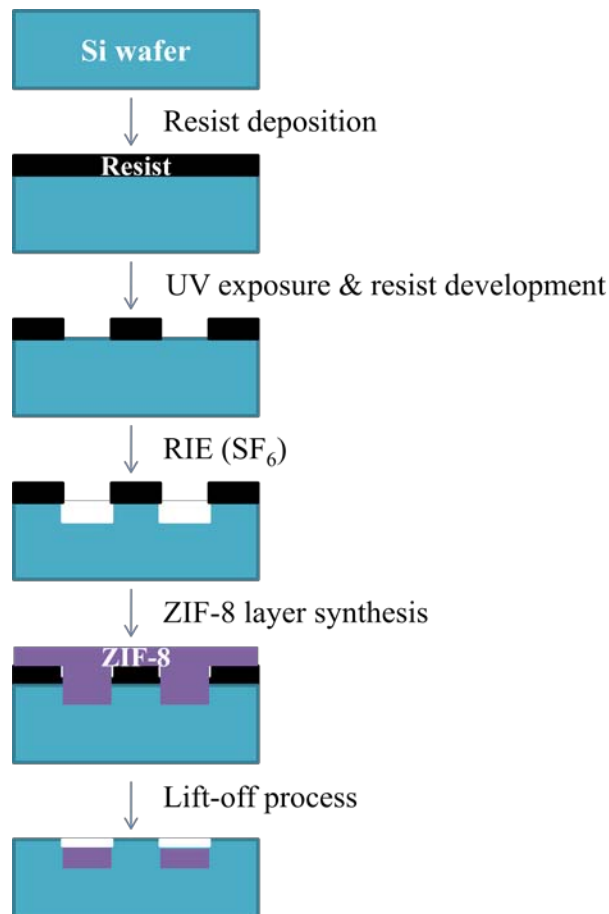 Si wafer
Resist deposition
Resist
UV exposure & resist development
RIE (SF₆)
ZIF-8 layer synthesis
ZIF-8
Lift-off process